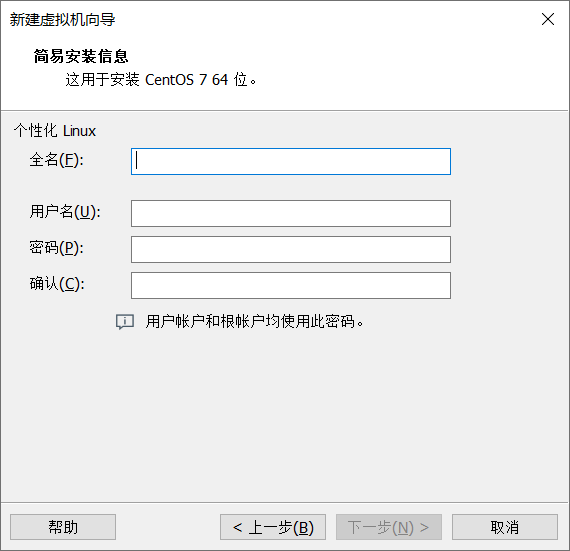 新建虚拟机向导
简易安装信息
这用于安装 CentOS 7 64 位。
个性化 Linux
全名(F):
用户名(U):
密码(P):
确认(C):
用户帐户和根帐户均使用此密码。
帮助 < 上一步(B) 下一步(N) > 取消